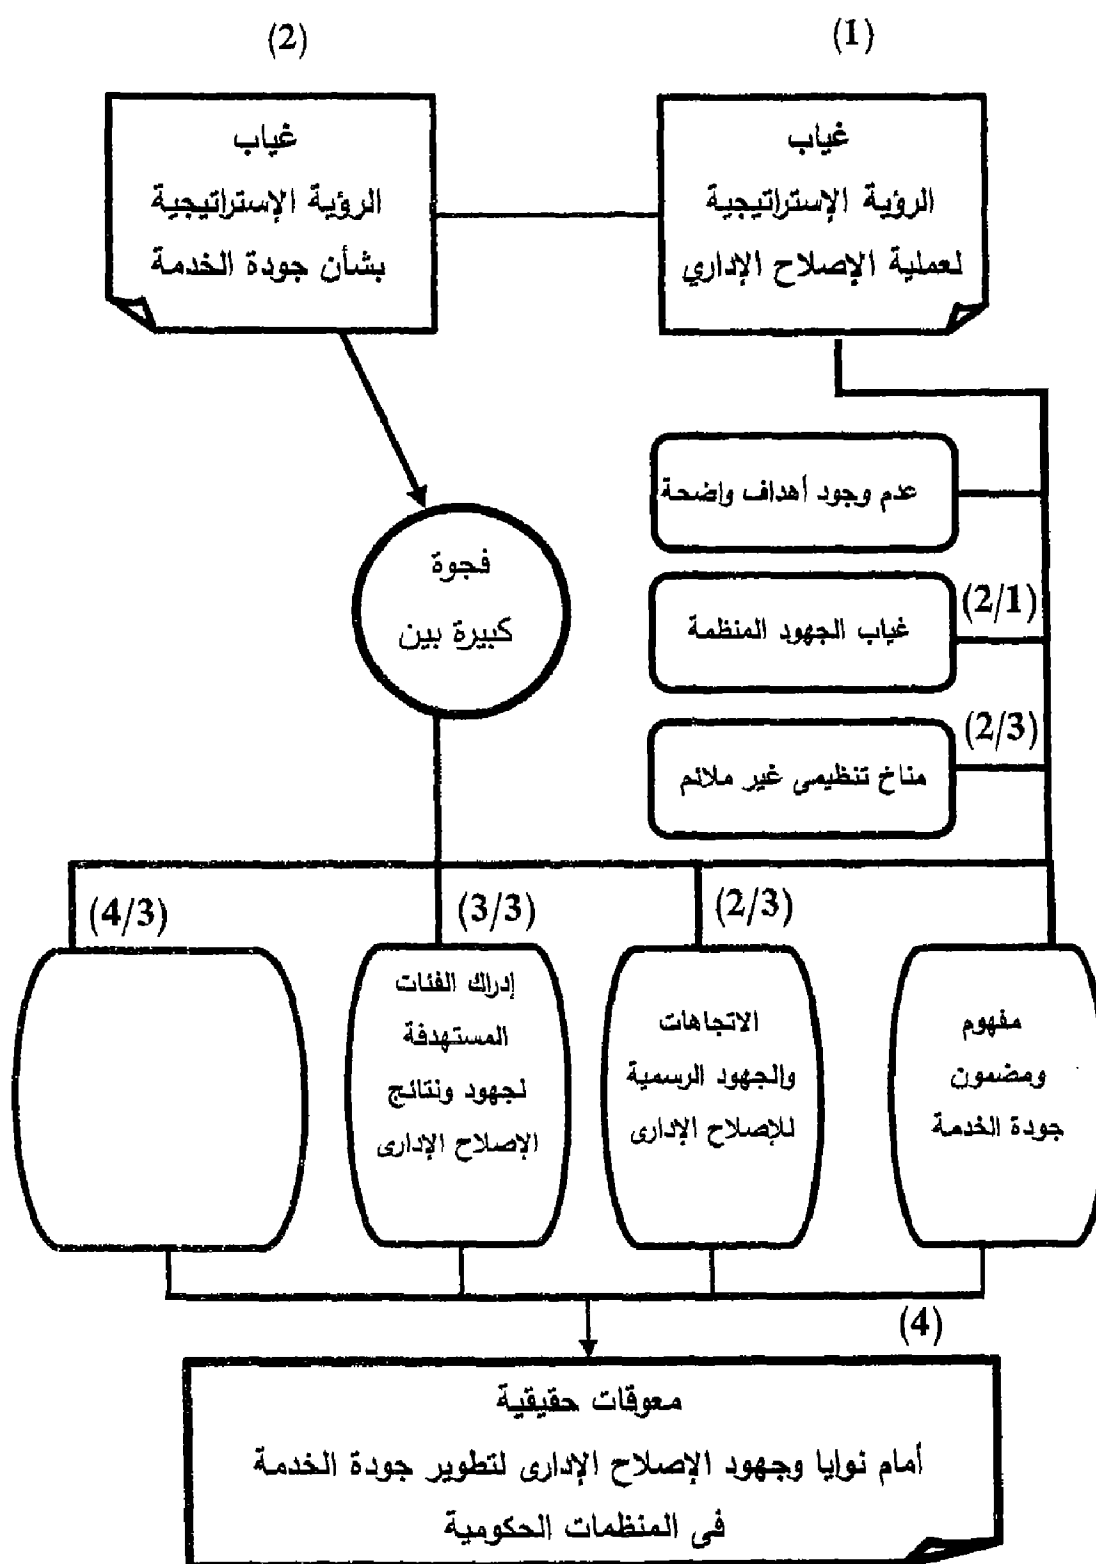 (1)
(2)
غياب
الرؤية الإستراتيجية
لعملية الإصلاح الإداري
غياب
الرؤية الإستراتيجية
بشأن جودة الخدمة
عدم وجود أهداف واضحة
(2/1)
غياب الجهود المنظمة
(2/3)
مناخ تنظيمى غير ملائم
فجوة
كبيرة بين
(2/3)
(3/3)
(4/3)
مفهوم
ومضمون
جودة الخدمة
الاتجاهات
والجهود الرسمية
للإصلاح الإدارى
إدراك الفئات
المستهدفة
لجهود ونتائج
الإصلاح الإدارى
(4)
معوقات حقيقية
أمام نوايا وجهود الإصلاح الإدارى لتطوير جودة الخدمة
فى المنظمات الحكومية